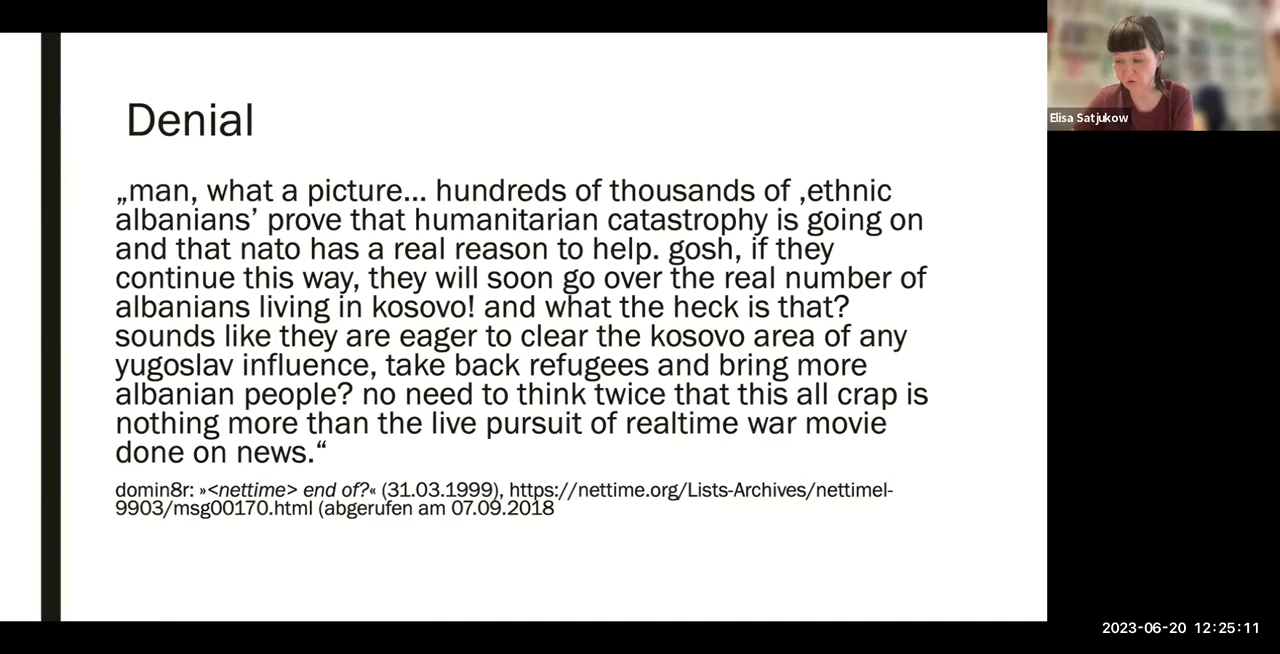 Denial
„man, what a picture... hundreds of thousands of ‚ethnic
albanians’ prove that humanitarian catastrophy is going on
and that nato has a real reason to help. gosh, if they
continue this way, they will soon go over the real number of
albanians living in kosovo! and what the heck is that?
sounds like they are eager to clear the kosovo area of any
yugoslav influence, take back refugees and bring more
albanian people? no need to think twice that this all crap is
nothing more than the live pursuit of realtime war movie
done on news.“
domin8r: »<nettime> end of?« (31.03.1999), https://nettime.org/Lists-Archives/nettimel-
9903/msg00170.html (abgerufen am 07.09.2018
Elisa Satjukow
2023-06-20 12:25:11